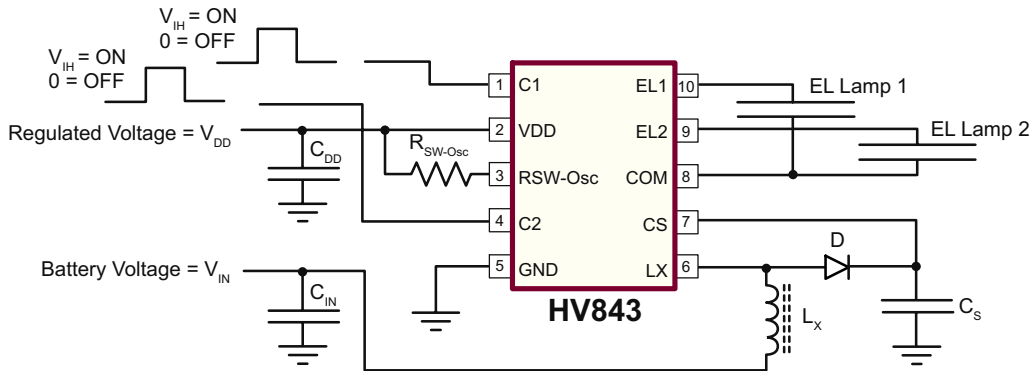 V_IH = ON
0 = OFF
V_IH = ON
0 = OFF
Regulated Voltage = V_DD
C_DD
R_SW-Osc
Battery Voltage = V_IN
C_IN
1 C1
2 VDD
3 RSW-Osc
4 C2
5 GND
EL1 10
EL2 9
COM 8
CS 7
LX 6
HV843
EL Lamp 1
EL Lamp 2
D
L_X
C_S